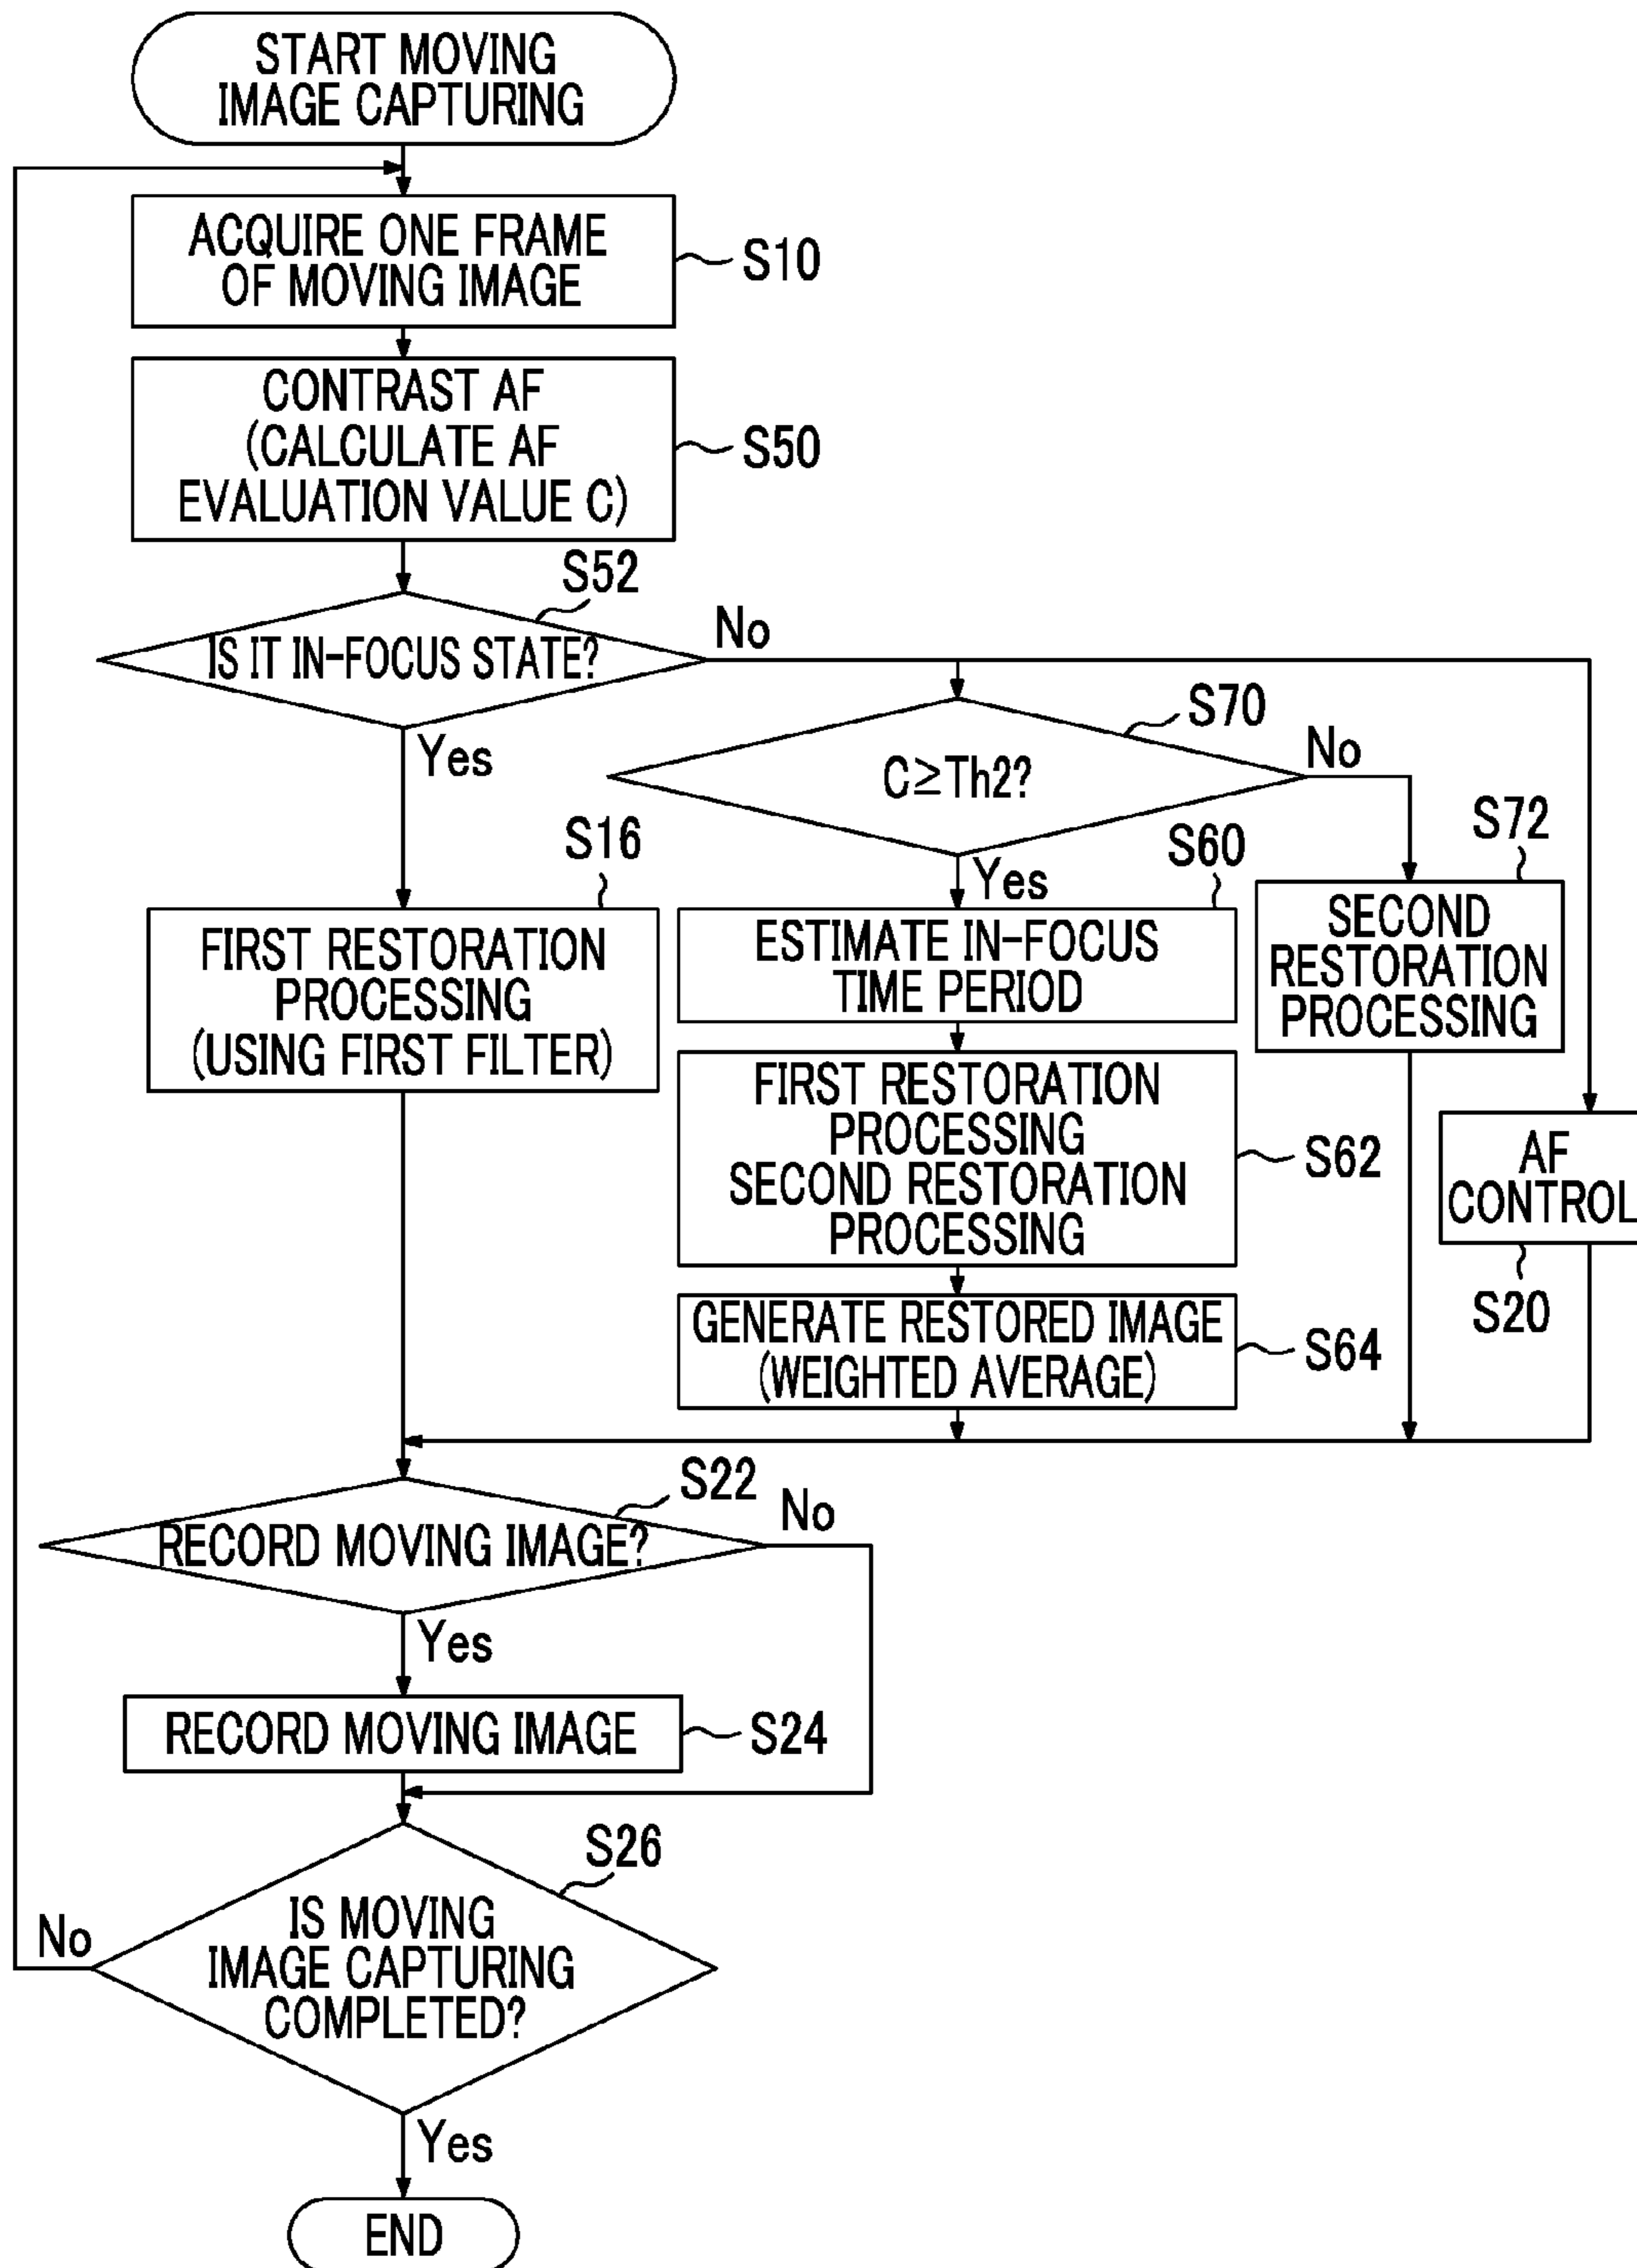 START MOVING
IMAGE CAPTURING
ACQUIRE ONE FRAME
OF MOVING IMAGE
S10
CONTRAST AF
(CALCULATE AF
EVALUATION VALUE C)
S50
S52
IS IT IN-FOCUS STATE?
No
Yes
S70
C≧Th2?
No
Yes
S16
FIRST RESTORATION
PROCESSING
(USING FIRST FILTER)
S60
ESTIMATE IN-FOCUS
TIME PERIOD
S72
SECOND
RESTORATION
PROCESSING
FIRST RESTORATION
PROCESSING
SECOND RESTORATION
PROCESSING
S62
AF
CONTROL
S20
GENERATE RESTORED IMAGE
(WEIGHTED AVERAGE)
S64
S22
RECORD MOVING IMAGE?
No
Yes
RECORD MOVING IMAGE
S24
S26
IS MOVING
IMAGE CAPTURING
COMPLETED?
No
Yes
END